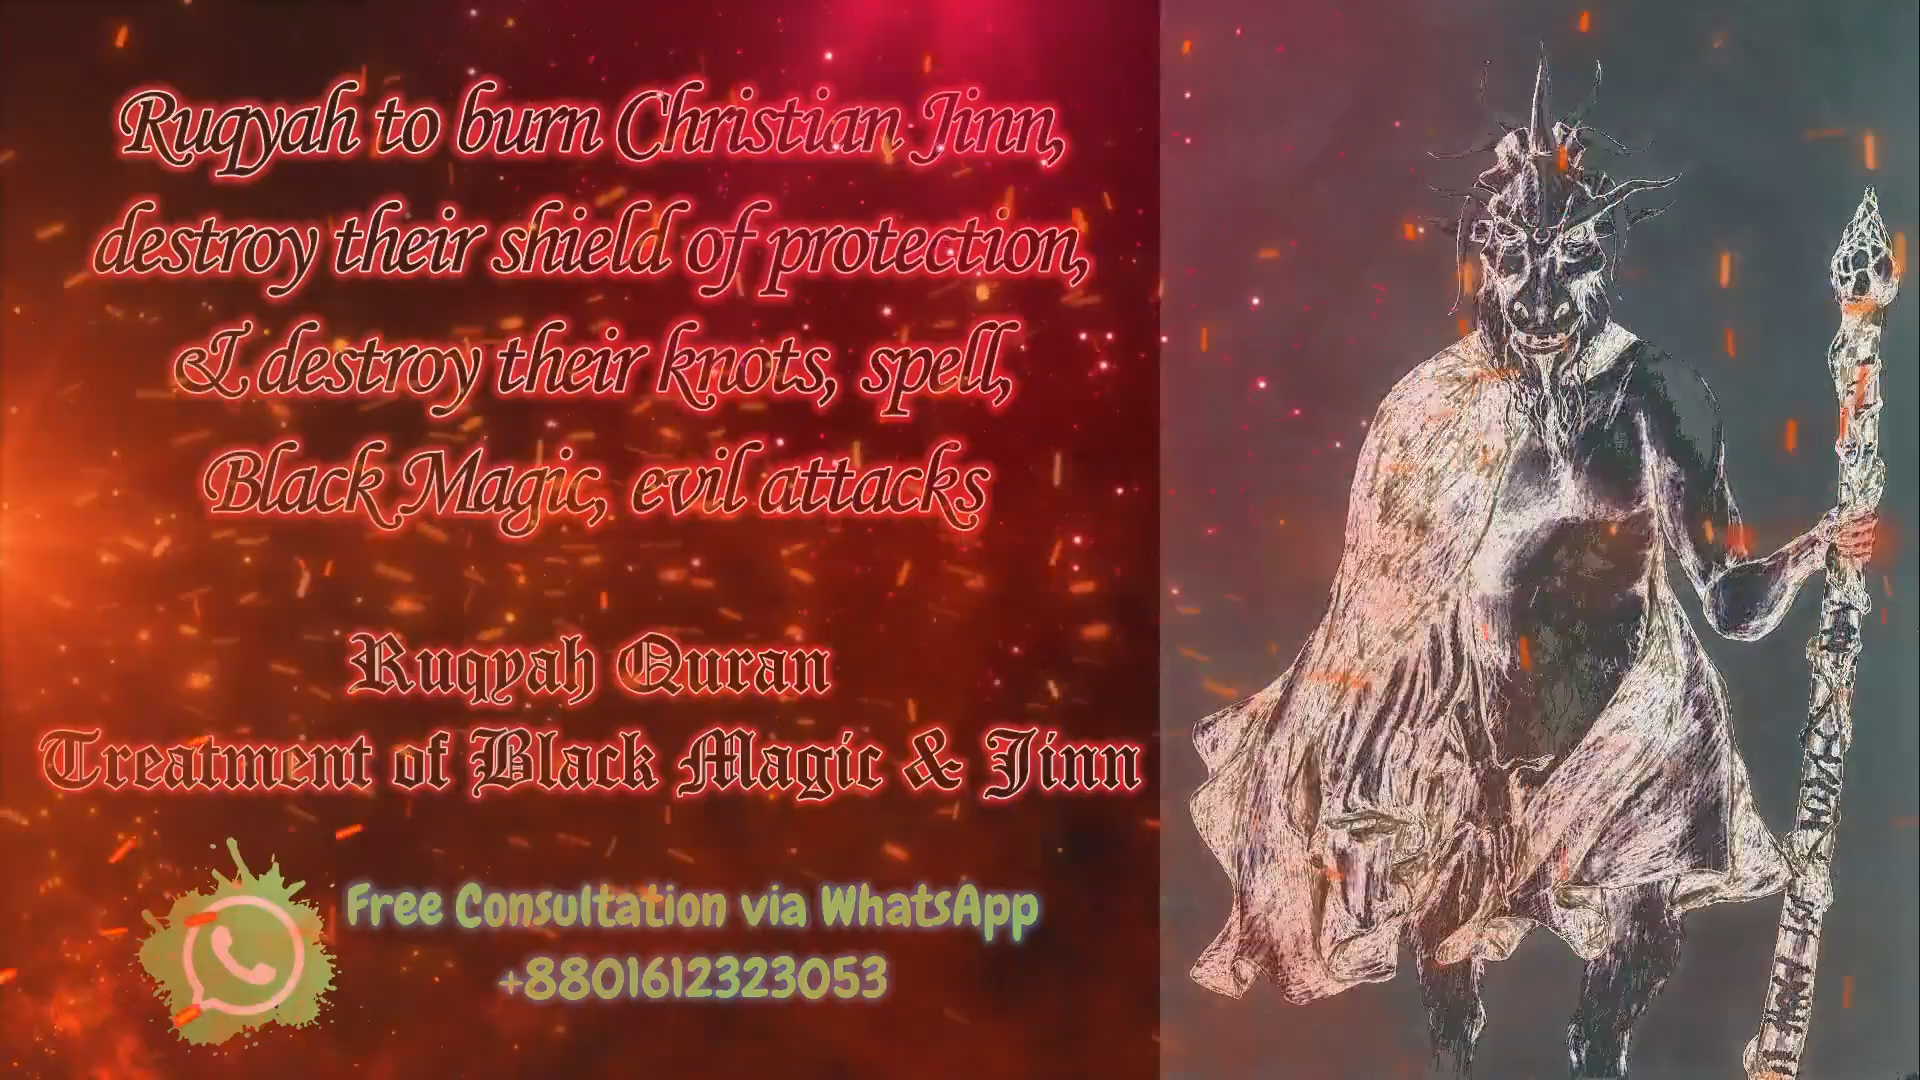 Ruqyah to burn Christian Jinn,
destroy their shield of protection,
& destroy their knots, spell,
Black Magic, evil attacks
Ruqyah Quran
Treatment of Black Magic & Jinn
Free Consultation via WhatsApp
+8801612323053